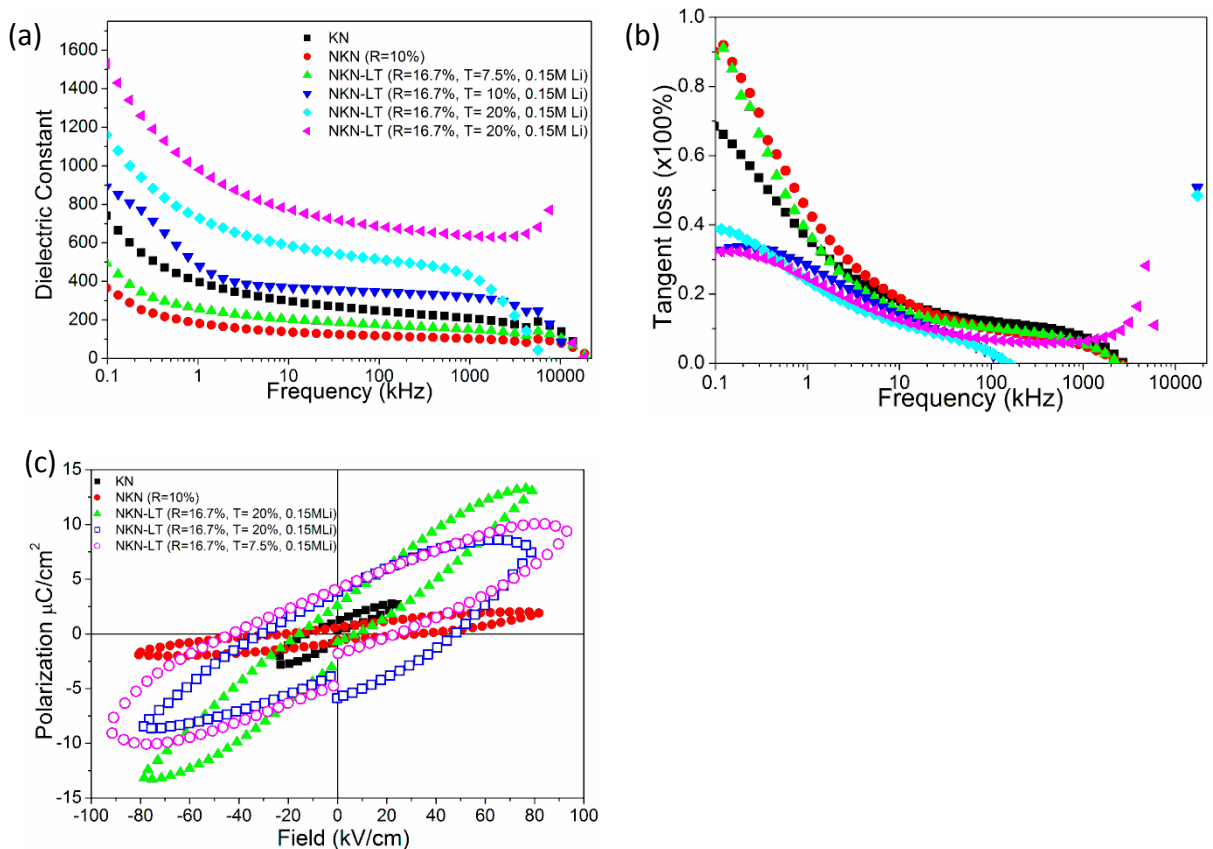 (a)
1600
1400
1200
1000
800
600
400
200
0
Dielectric Constant
KN
NKN (R=10%)
NKN-LT (R=16.7%, T=7.5%, 0.15M Li)
NKN-LT (R=16.7%, T= 10%, 0.15M Li)
NKN-LT (R=16.7%, T= 20%, 0.15M Li)
NKN-LT (R=16.7%, T= 20%, 0.15M Li)
0.1 1 10 100 1000 10000
Frequency (kHz)
(b)
1.0
0.8
0.6
0.4
0.2
0.0
Tangent loss (x100%)
0.1 1 10 100 1000 10000
Frequency (kHz)
(c)
15
10
5
0
-5
-10
-15
Polarization µC/cm²
KN
NKN (R=10%)
NKN-LT (R=16.7%, T= 20%, 0.15MLi)
NKN-LT (R=16.7%, T= 20%, 0.15MLi)
NKN-LT (R=16.7%, T=7.5%, 0.15MLi)
-100 -80 -60 -40 -20 0 20 40 60 80 100
Field (kV/cm)